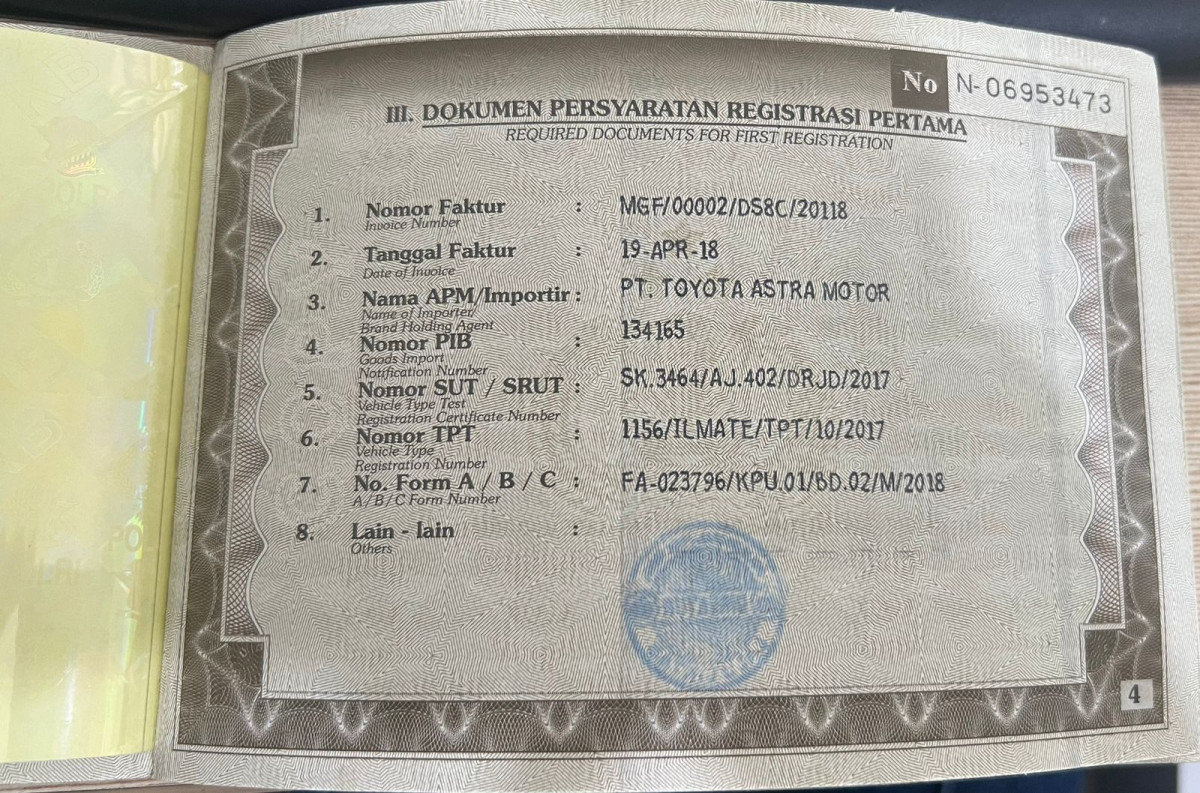 No N-06953473
III. DOKUMEN PERSYARATAN REGISTRASI PERTAMA
REQUIRED DOCUMENTS FOR FIRST REGISTRATION
1. Nomor Faktur : MGF/00002/DS8C/20118
Invoice Number
2. Tanggal Faktur : 19-APR-18
Date of Invoice
3. Nama APM/Importir : PT. TOYOTA ASTRA MOTOR
Name of Importer/
Brand Holding Agent
4. Nomor PIB : 134165
Goods Import
Notification Number
5. Nomor SUT / SRUT : SK.3464/AJ.402/DRJD/2017
Vehicle Type Test
Registration Certificate Number
6. Nomor TPT : 1156/ILMATE/TPT/10/2017
Vehicle Type
Registration Number
7. No. Form A / B / C : FA-023796/KPU.01/BD.02/M/2018
A / B / C Form Number
8. Lain - lain :
Others
4